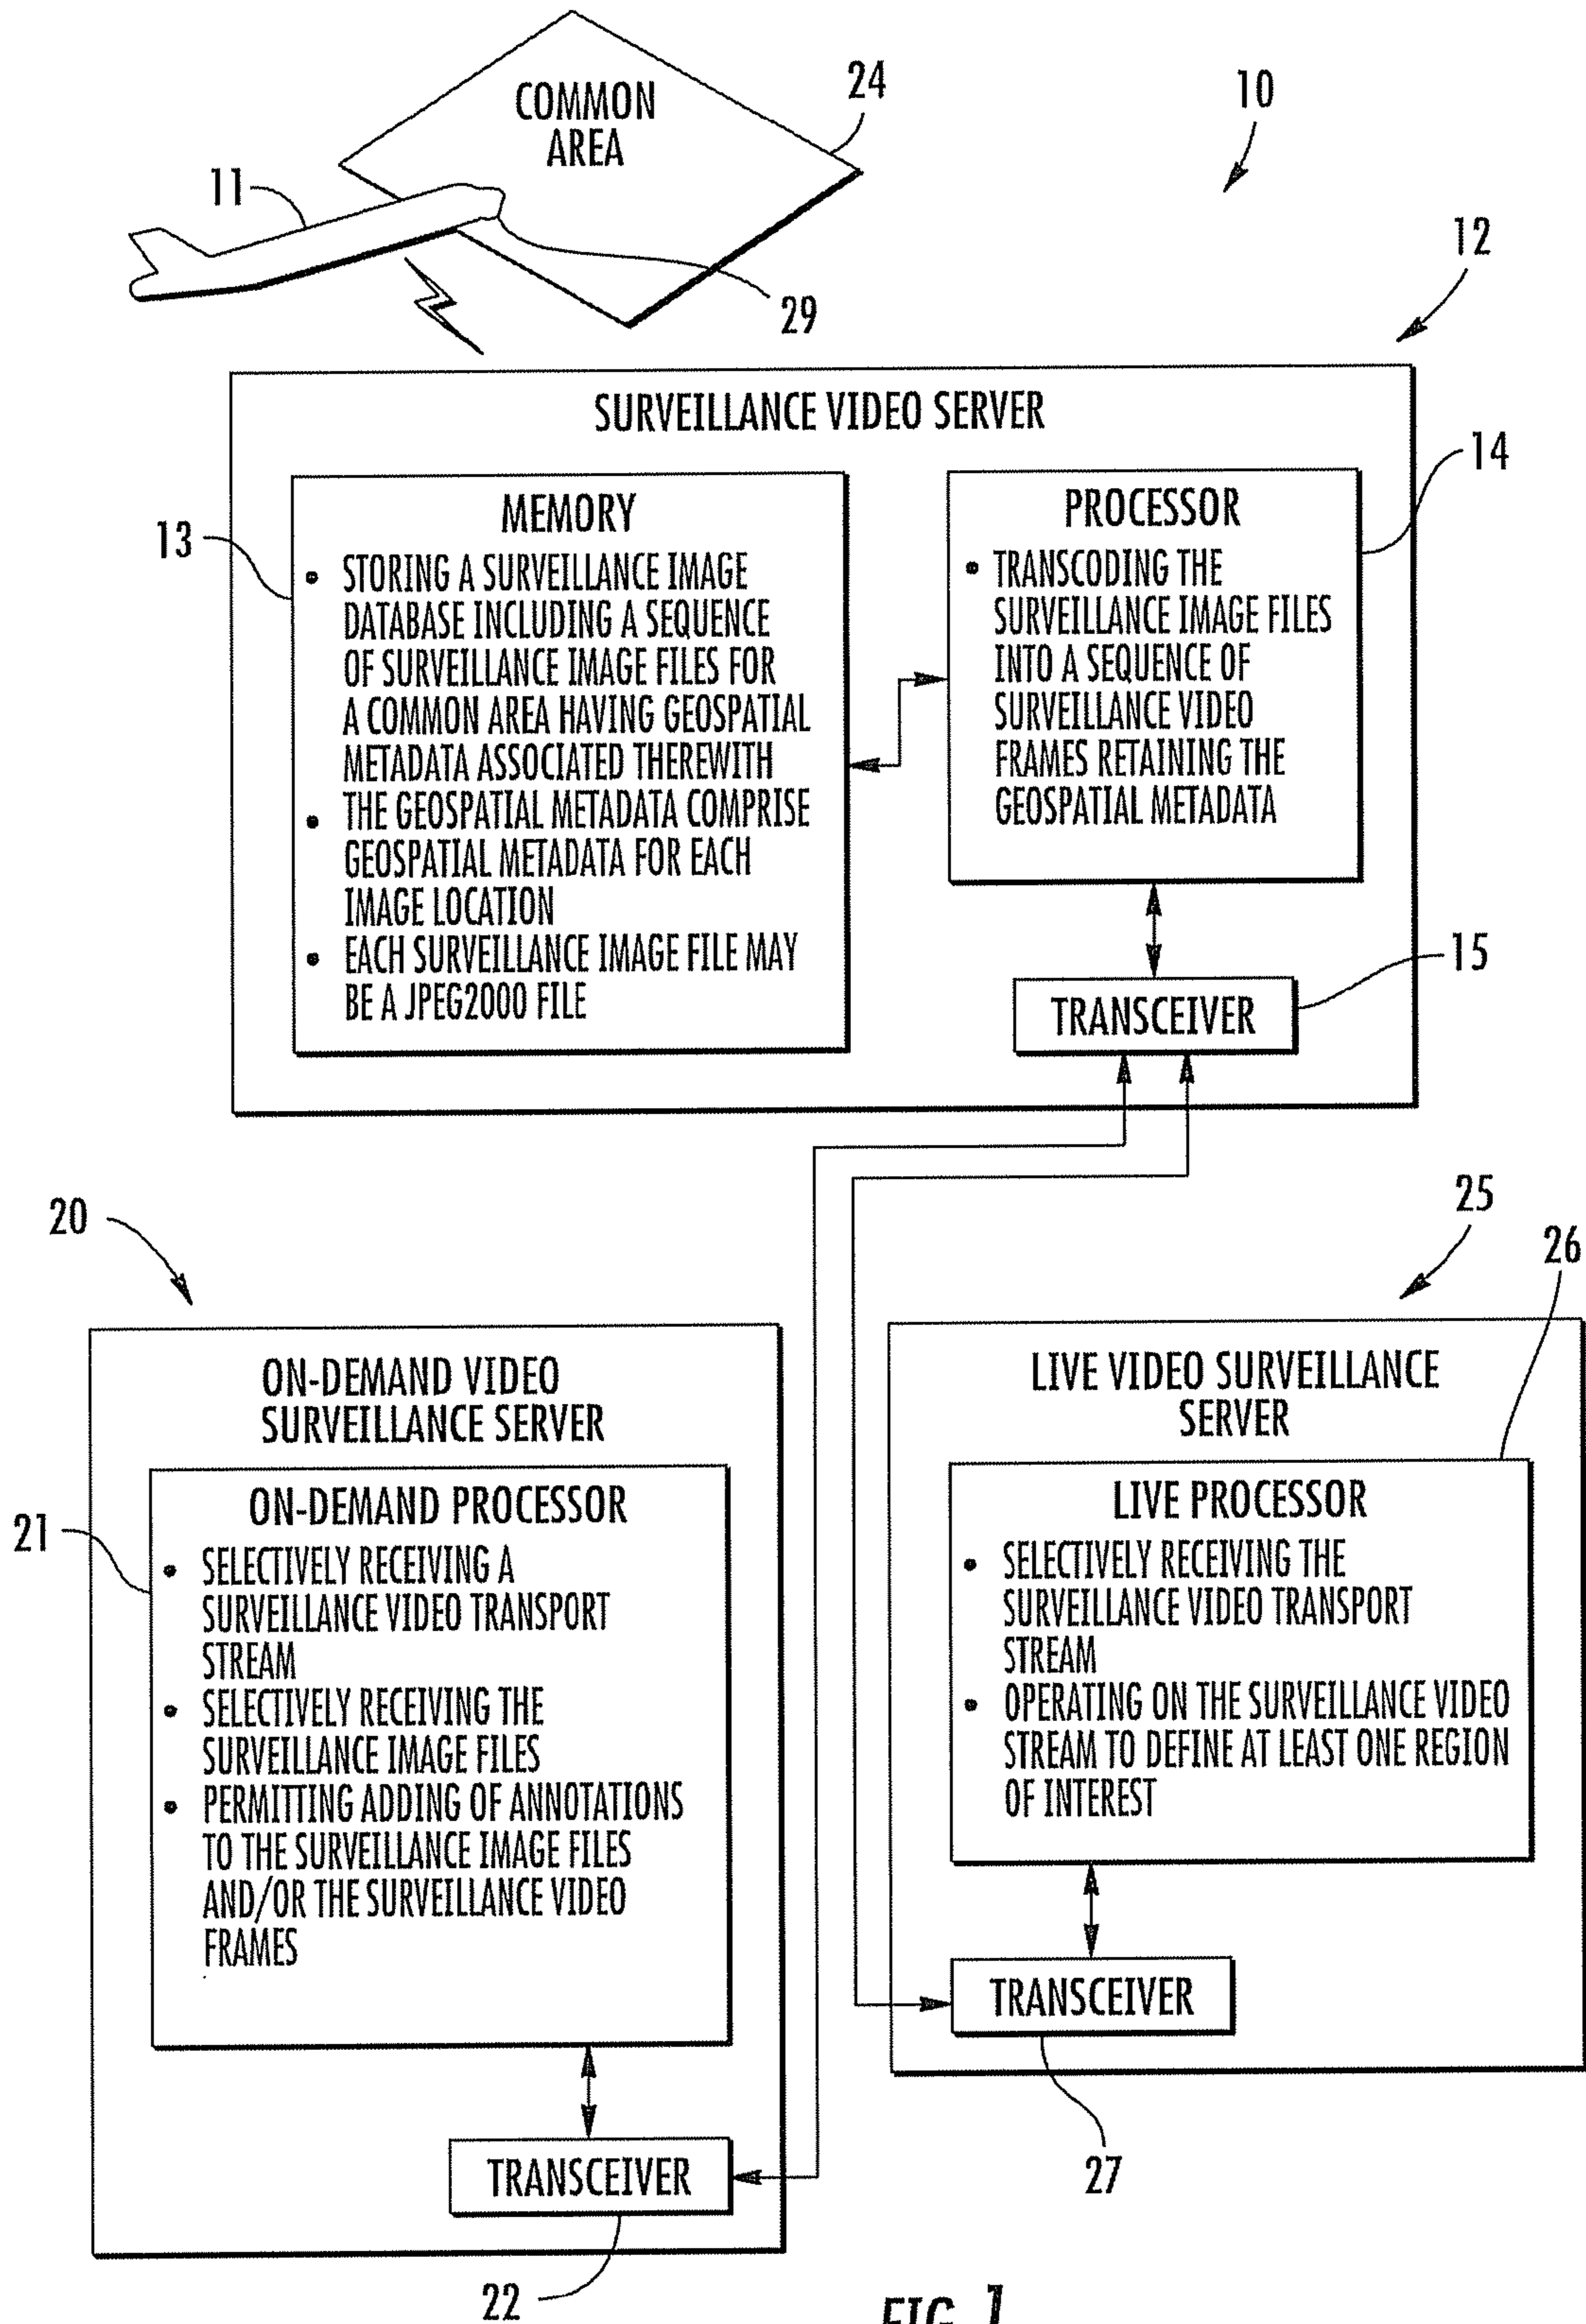 COMMON
AREA
24
10
11
12
29
SURVEILLANCE VIDEO SERVER
14
13
MEMORY
• STORING A SURVEILLANCE IMAGE
DATABASE INCLUDING A SEQUENCE
OF SURVEILLANCE IMAGE FILES FOR
A COMMON AREA HAVING GEOSPATIAL
METADATA ASSOCIATED THEREWITH
• THE GEOSPATIAL METADATA COMPRISE
GEOSPATIAL METADATA FOR EACH
IMAGE LOCATION
• EACH SURVEILLANCE IMAGE FILE MAY
BE A JPEG2000 FILE
PROCESSOR
• TRANSCODING THE
SURVEILLANCE IMAGE FILES
INTO A SEQUENCE OF
SURVEILLANCE VIDEO
FRAMES RETAINING THE
GEOSPATIAL METADATA
15
TRANSCEIVER
20
25
26
ON-DEMAND VIDEO
SURVEILLANCE SERVER
21
ON-DEMAND PROCESSOR
• SELECTIVELY RECEIVING A
SURVEILLANCE VIDEO TRANSPORT
STREAM
• SELECTIVELY RECEIVING THE
SURVEILLANCE IMAGE FILES
• PERMITTING ADDING OF ANNOTATIONS
TO THE SURVEILLANCE IMAGE FILES
AND/OR THE SURVEILLANCE VIDEO
FRAMES
TRANSCEIVER
22
LIVE VIDEO SURVEILLANCE
SERVER
LIVE PROCESSOR
• SELECTIVELY RECEIVING THE
SURVEILLANCE VIDEO TRANSPORT
STREAM
• OPERATING ON THE SURVEILLANCE VIDEO
STREAM TO DEFINE AT LEAST ONE REGION
OF INTEREST
TRANSCEIVER
27
FIG. 1